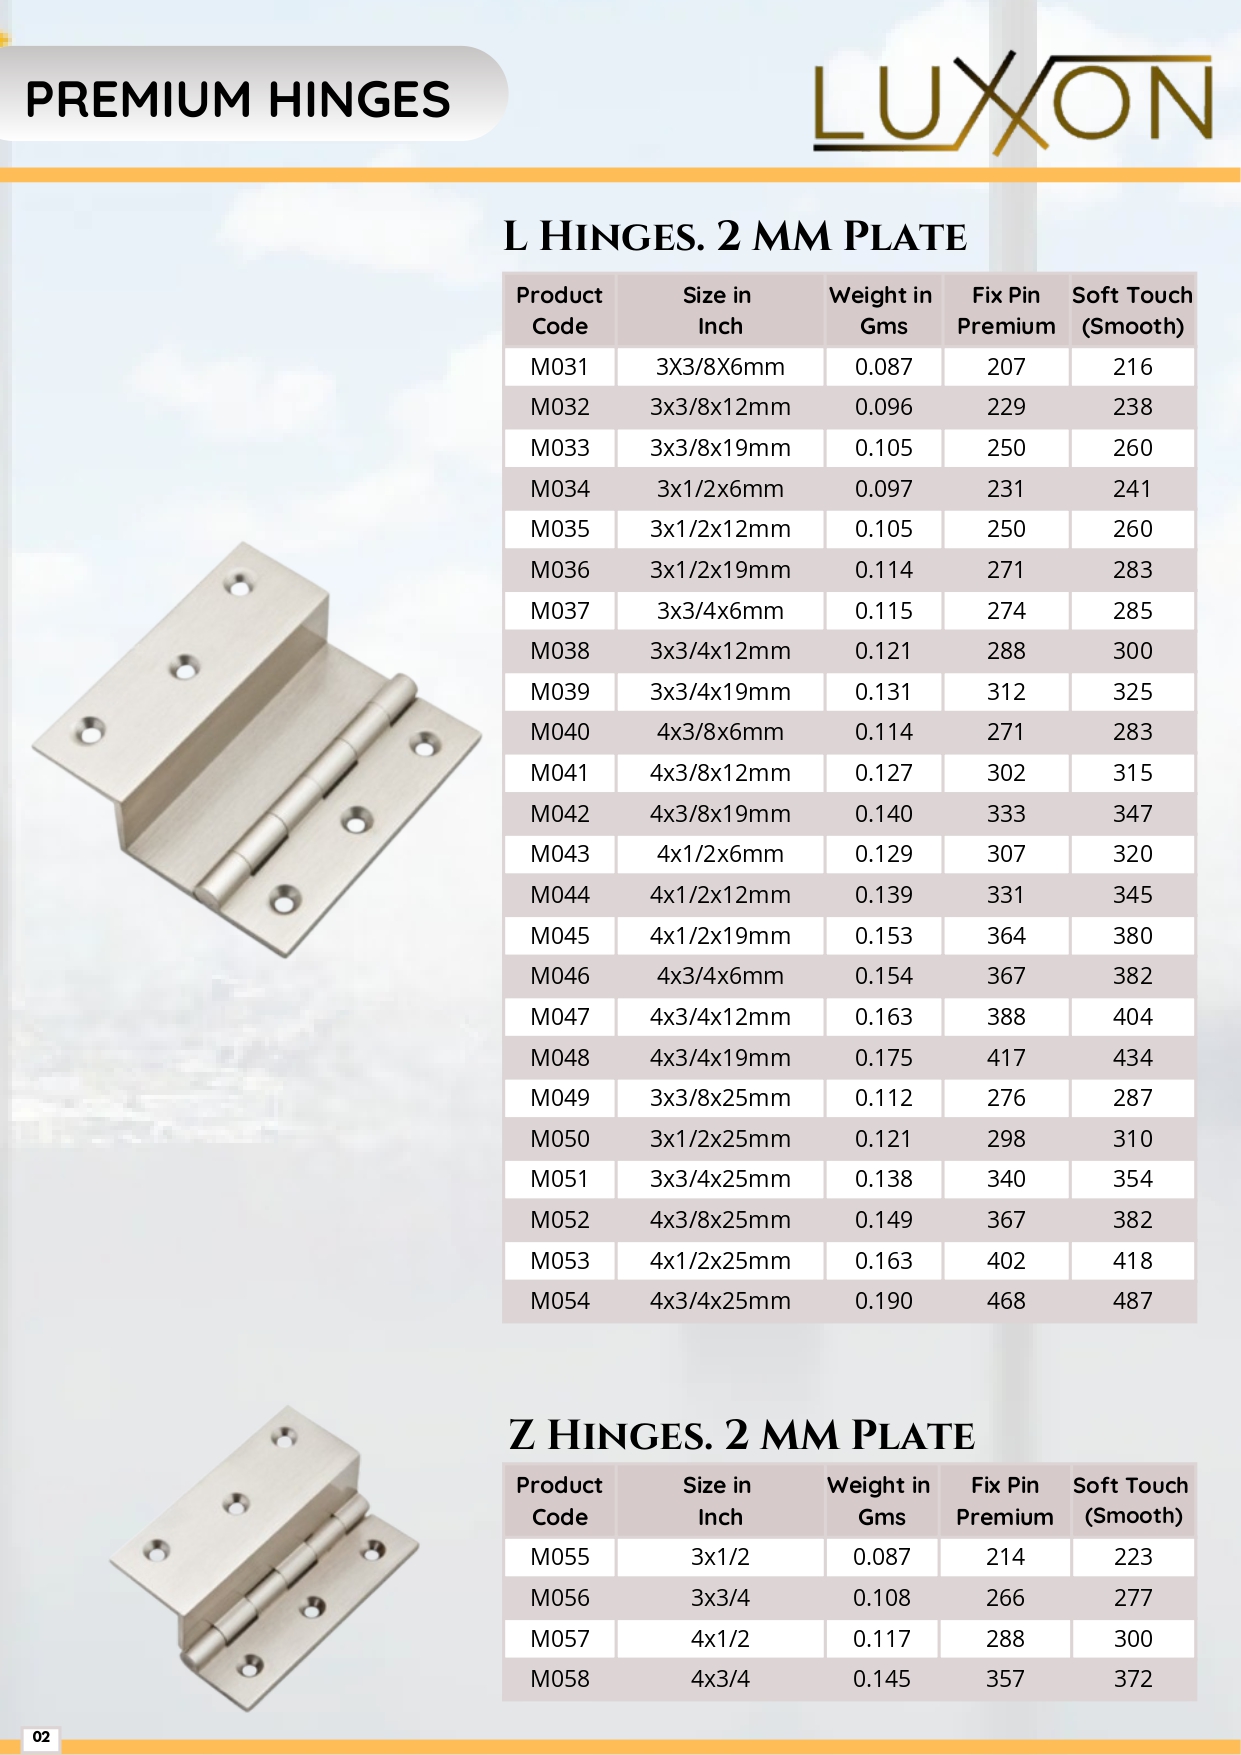 PREMIUM HINGES
LUXXON
L Hinges. 2 MM Plate
Product Code Size in Inch Weight in Gms Fix Pin Premium Soft Touch (Smooth)
M031 3X3/8X6mm 0.087 207 216
M032 3x3/8x12mm 0.096 229 238
M033 3x3/8x19mm 0.105 250 260
M034 3x1/2x6mm 0.097 231 241
M035 3x1/2x12mm 0.105 250 260
M036 3x1/2x19mm 0.114 271 283
M037 3x3/4x6mm 0.115 274 285
M038 3x3/4x12mm 0.121 288 300
M039 3x3/4x19mm 0.131 312 325
M040 4x3/8x6mm 0.114 271 283
M041 4x3/8x12mm 0.127 302 315
M042 4x3/8x19mm 0.140 333 347
M043 4x1/2x6mm 0.129 307 320
M044 4x1/2x12mm 0.139 331 345
M045 4x1/2x19mm 0.153 364 380
M046 4x3/4x6mm 0.154 367 382
M047 4x3/4x12mm 0.163 388 404
M048 4x3/4x19mm 0.175 417 434
M049 3x3/8x25mm 0.112 276 287
M050 3x1/2x25mm 0.121 298 310
M051 3x3/4x25mm 0.138 340 354
M052 4x3/8x25mm 0.149 367 382
M053 4x1/2x25mm 0.163 402 418
M054 4x3/4x25mm 0.190 468 487
Z Hinges. 2 MM Plate
Product Code Size in Inch Weight in Gms Fix Pin Premium Soft Touch (Smooth)
M055 3x1/2 0.087 214 223
M056 3x3/4 0.108 266 277
M057 4x1/2 0.117 288 300
M058 4x3/4 0.145 357 372
02